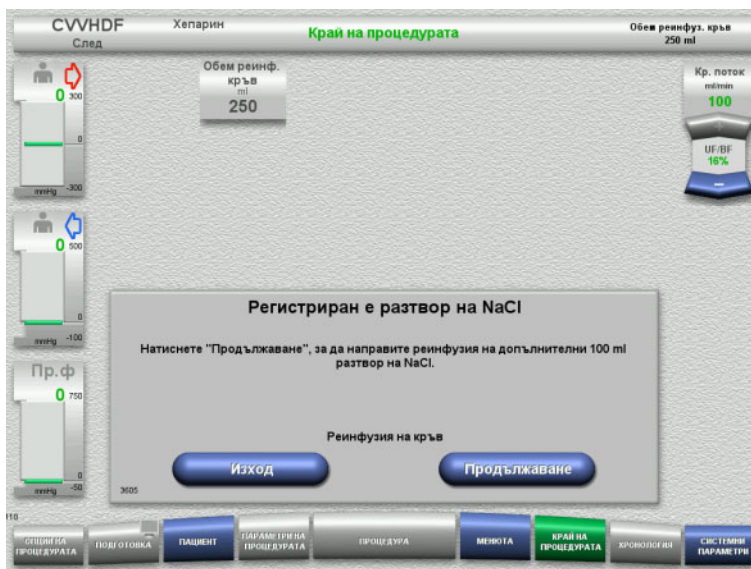 CVVHDF
След
Хепарин
Край на процедурата
Обем реинфуз. кръв
250 ml
Обем реинф.
кръв
ml
250
Кр. поток
ml/min
100
UF/BF
16%
0
300
0
mmHg
-300
0
500
0
mmHg
-100
Пр.ф
0
750
0
mmHg
-50
Регистриран е разтвор на NaCl
Натиснете "Продължаване", за да направите реинфузия на допълнителни 100 ml
разтвор на NaCl.
Реинфузия на кръв
Изход
Продължаване
3605
ОПЦИИ НА
ПРОЦЕДУРАТА
ПОДГОТОВКА
ПАЦИЕНТ
ПАРАМЕТРИ НА
ПРОЦЕДУРАТА
ПРОЦЕДУРА
МЕНЮТА
КРАЙ НА
ПРОЦЕДУРАТА
ХРОНОЛОГИЯ
СИСТЕМНИ
ПАРАМЕТРИ